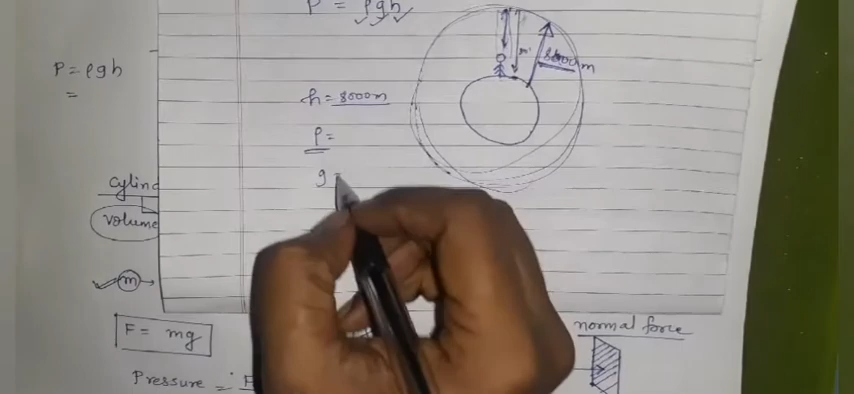 P = ρgh
8000m
P = ρgh
=
h = 8000m
ρ =
g =
Cylind
Volume
m
F = mg
normal force
Pressure = F